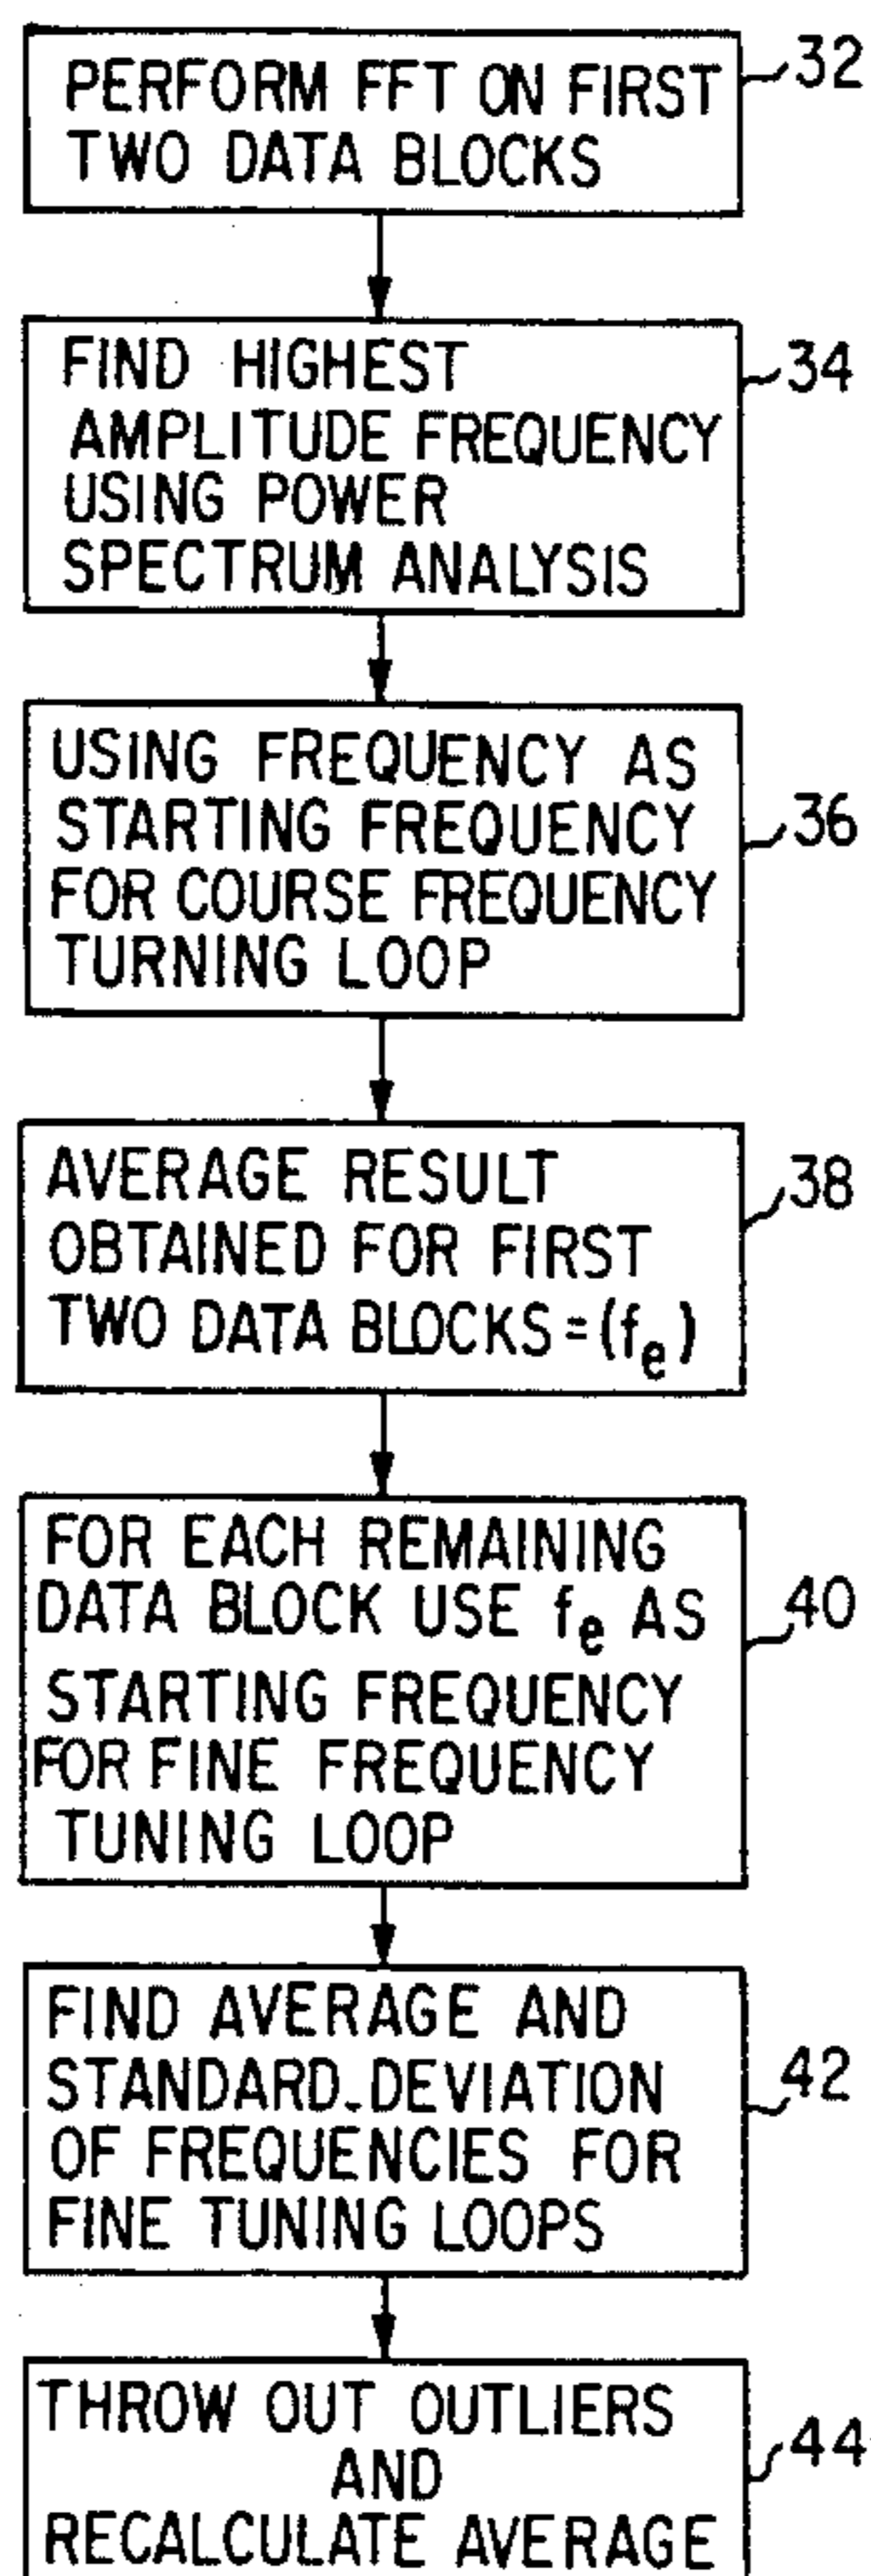 PERFORM FFT ON FIRST
TWO DATA BLOCKS
32
FIND HIGHEST
AMPLITUDE FREQUENCY
USING POWER
SPECTRUM ANALYSIS
34
USING FREQUENCY AS
STARTING FREQUENCY
FOR COURSE FREQUENCY
TURNING LOOP
36
AVERAGE RESULT
OBTAINED FOR FIRST
TWO DATA BLOCKS = (fe)
38
FOR EACH REMAINING
DATA BLOCK USE fe AS
STARTING FREQUENCY
FOR FINE FREQUENCY
TUNING LOOP
40
FIND AVERAGE AND
STANDARD-DEVIATION
OF FREQUENCIES FOR
FINE TUNING LOOPS
42
THROW OUT OUTLIERS
AND
RECALCULATE AVERAGE
44